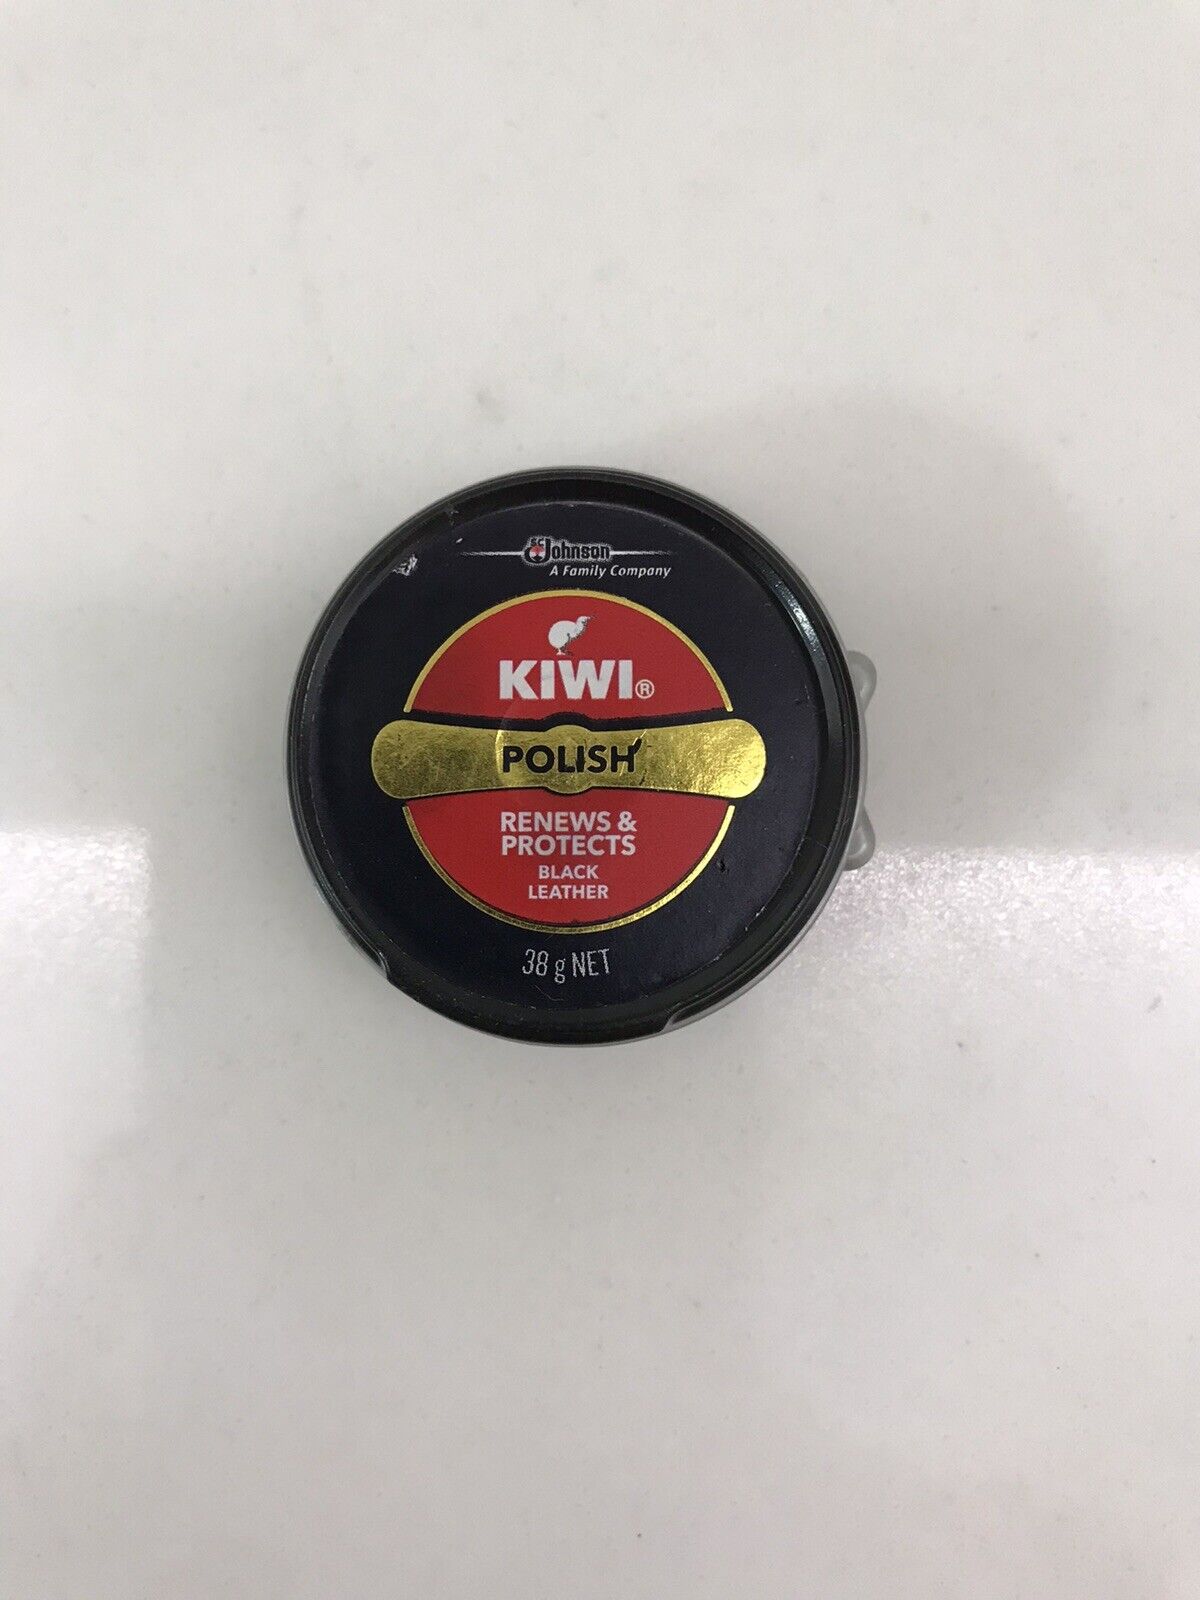 SC Johnson
A Family Company
KIWI®
POLISH
RENEWS &
PROTECTS
BLACK
LEATHER
38 g NET